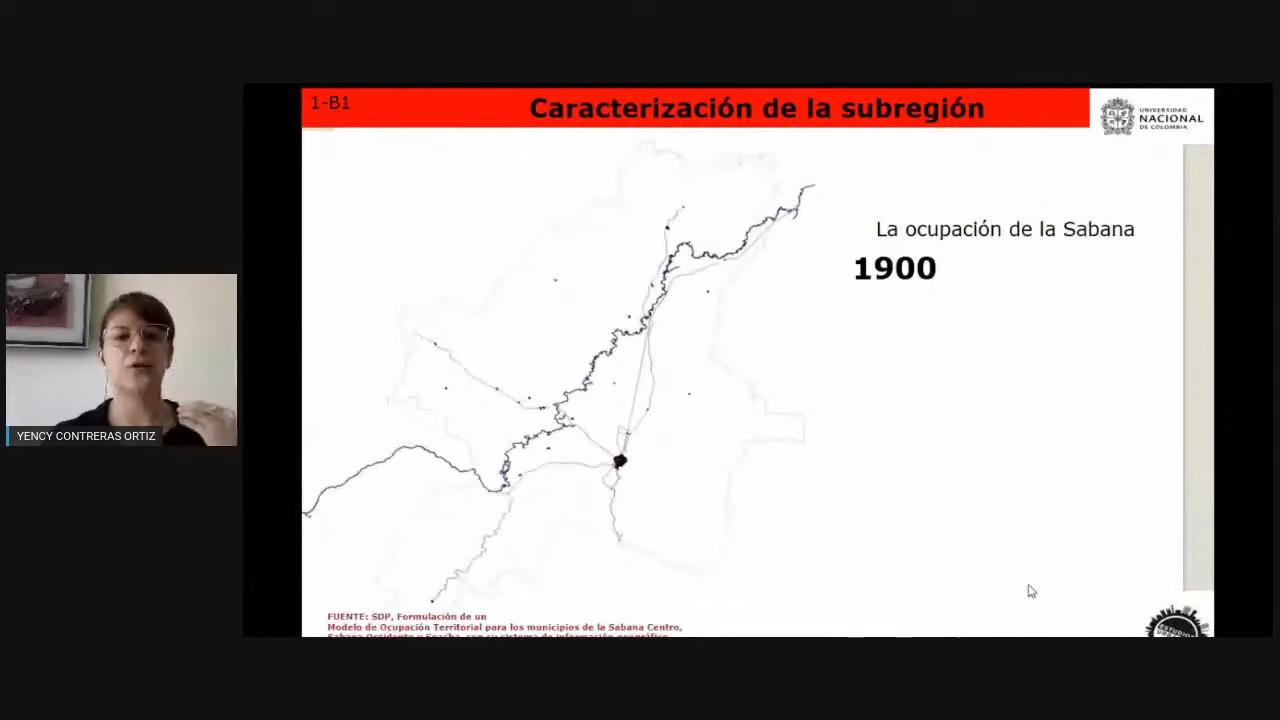 1-B1
Caracterización de la subregión
UNIVERSIDAD
NACIONAL
DE COLOMBIA
La ocupación de la Sabana
1900
YENCY CONTRERAS ORTIZ
FUENTE: SDP, Formulación de un
Modelo de Ocupación Territorial para los municipios de la Sabana Centro,
Sabana Occidente y Soacha, con su sistema de información geográfico